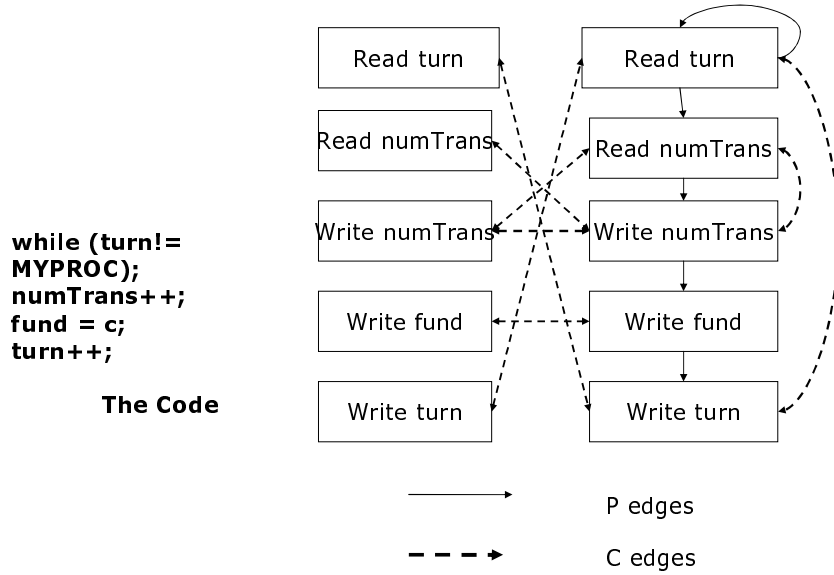 Read turn
Read turn
Read numTrans
Read numTrans
Write numTrans
Write numTrans
while (turn!=
MYPROC);
numTrans++;
fund = c;
turn++;
Write fund
Write fund
The Code
Write turn
Write turn
P edges
C edges